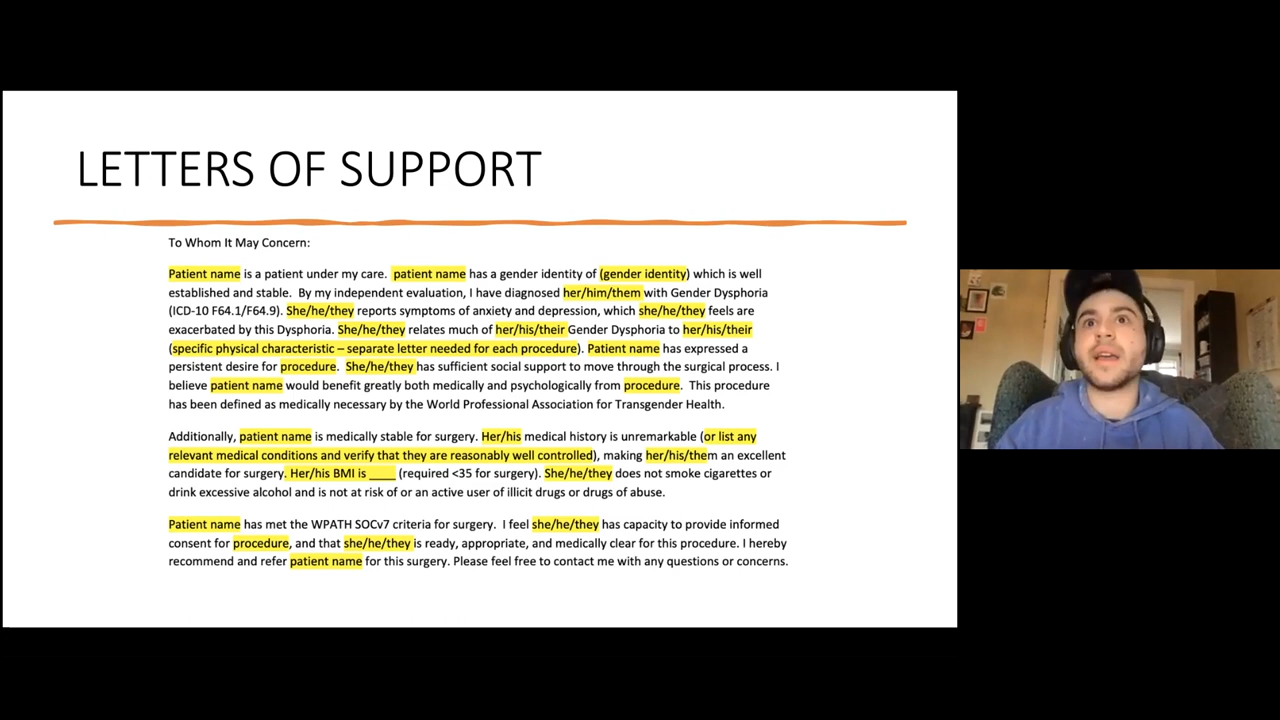 LETTERS OF SUPPORT
To Whom It May Concern:
Patient name is a patient under my care. patient name has a gender identity of (gender identity) which is well
established and stable. By my independent evaluation, I have diagnosed her/him/them with Gender Dysphoria
(ICD-10 F64.1/F64.9). She/he/they reports symptoms of anxiety and depression, which she/he/they feels are
exacerbated by this Dysphoria. She/he/they relates much of her/his/their Gender Dysphoria to her/his/their
(specific physical characteristic – separate letter needed for each procedure). Patient name has expressed a
persistent desire for procedure. She/he/they has sufficient social support to move through the surgical process. I
believe patient name would benefit greatly both medically and psychologically from procedure. This procedure
has been defined as medically necessary by the World Professional Association for Transgender Health.
Additionally, patient name is medically stable for surgery. Her/his medical history is unremarkable (or list any
relevant medical conditions and verify that they are reasonably well controlled), making her/his/them an excellent
candidate for surgery. Her/his BMI is ____ (required <35 for surgery). She/he/they does not smoke cigarettes or
drink excessive alcohol and is not at risk of or an active user of illicit drugs or drugs of abuse.
Patient name has met the WPATH SOCv7 criteria for surgery. I feel she/he/they has capacity to provide informed
consent for procedure, and that she/he/they is ready, appropriate, and medically clear for this procedure. I hereby
recommend and refer patient name for this surgery. Please feel free to contact me with any questions or concerns.